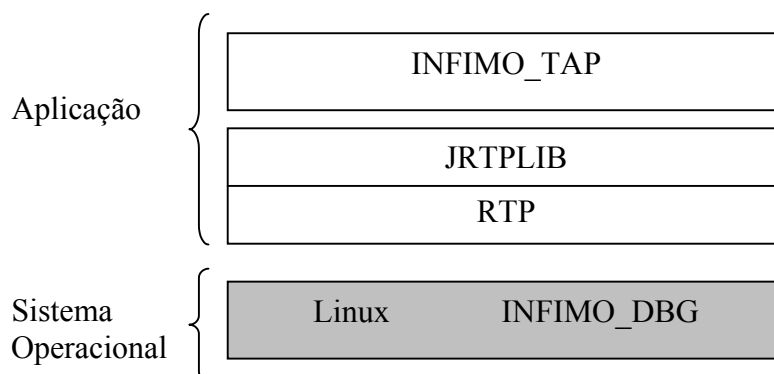 INFIMO_TAP
Aplicação
JRTPLIB
RTP
Sistema
Operacional
Linux INFIMO_DBG